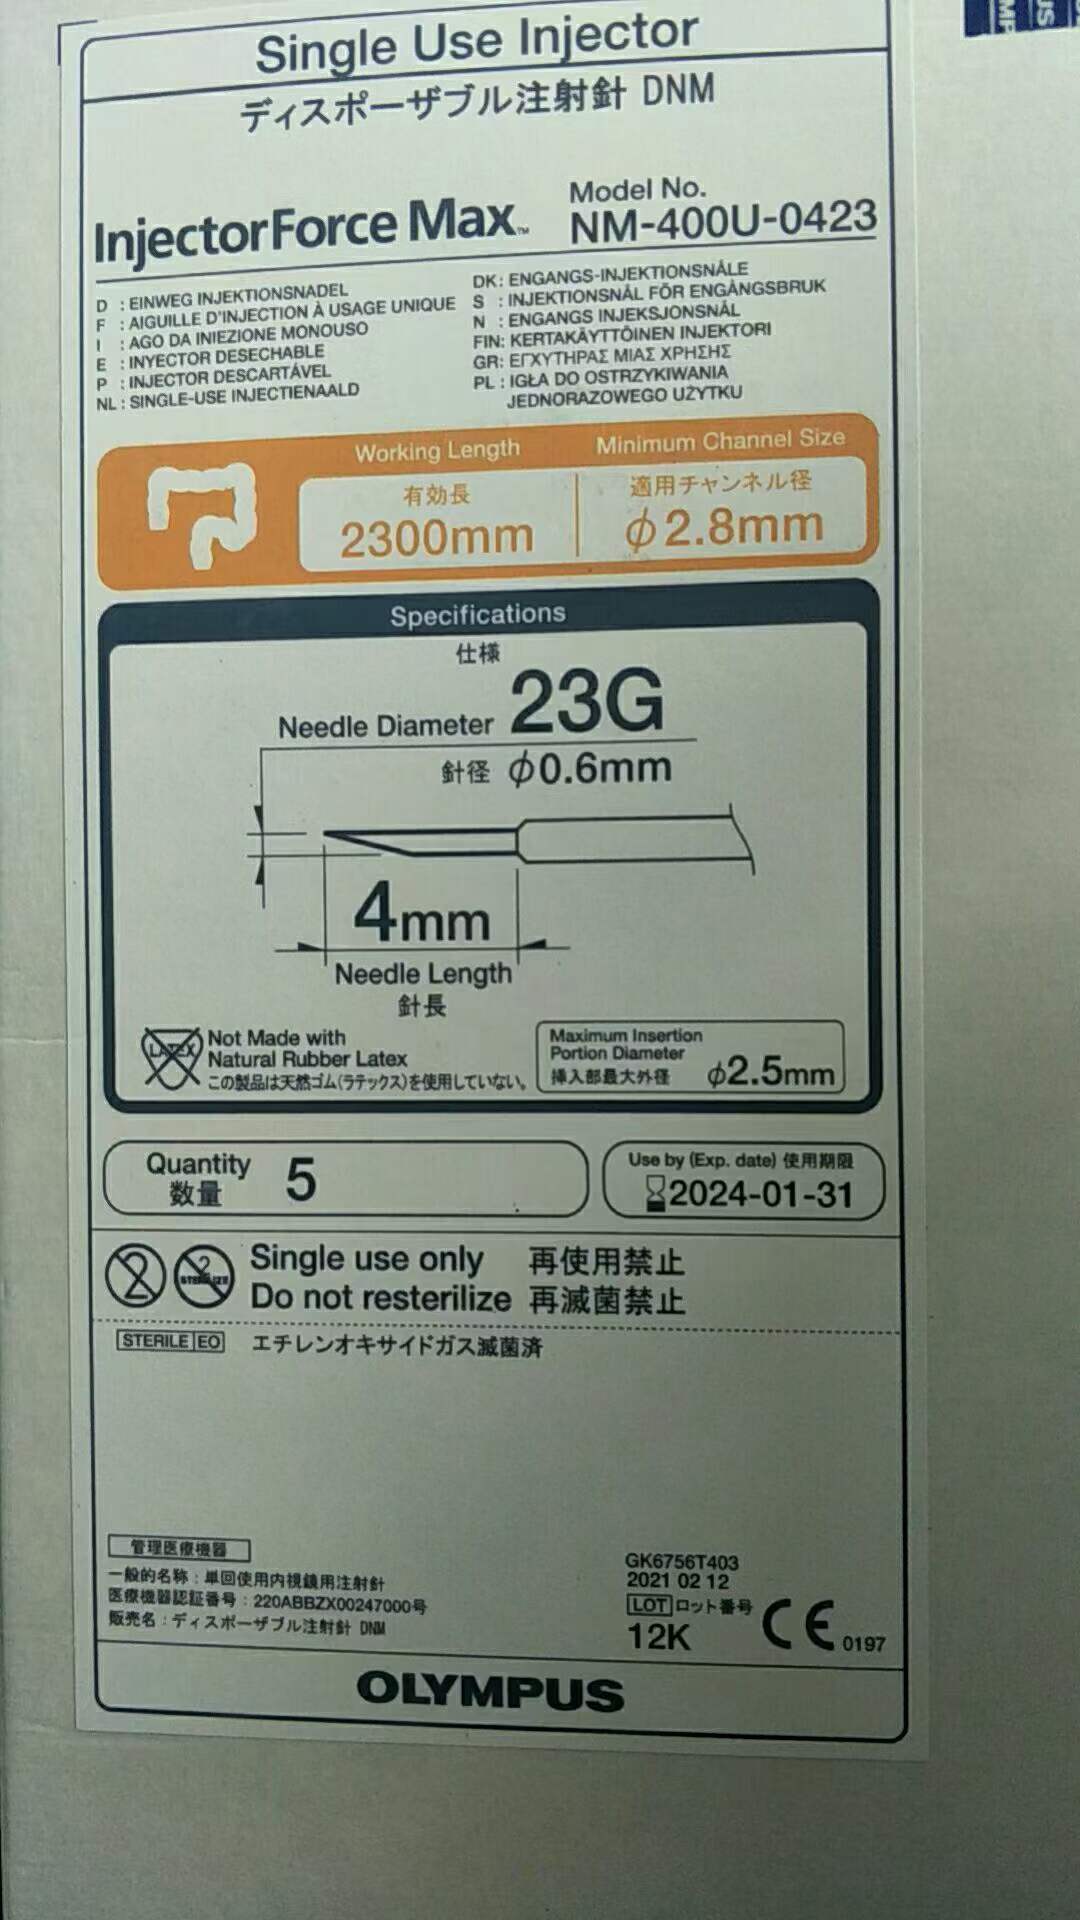 Single Use Injector
ディスポーザブル注射針 DNM
InjectorForce Max™
Model No.
NM-400U-0423
D : EINWEG INJEKTIONSNADEL
F : AIGUILLE D'INJECTION À USAGE UNIQUE
I : AGO DA INIEZIONE MONOUSO
E : INYECTOR DESECHABLE
P : INJECTOR DESCARTÁVEL
NL : SINGLE-USE INJECTIENAALD
DK: ENGANGS-INJEKTIONSNÅLE
S : INJEKTIONSNÅL FÖR ENGÅNGSBRUK
N : ENGANGS INJEKSJONSNÅL
FIN: KERTAKÄYTTÖINEN INJEKTORI
GR: ΕΓΧΥΤΗΡΑΣ ΜΙΑΣ ΧΡΗΣΗΣ
PL : IGŁA DO OSTRZYKIWANIA
JEDNORAZOWEGO UŻYTKU
Working Length
有効長
2300mm
Minimum Channel Size
適用チャンネル径
φ2.8mm
Specifications
仕様
Needle Diameter 23G
針径 φ0.6mm
4mm
Needle Length
針長
LATEX
Not Made with
Natural Rubber Latex
この製品は天然ゴム(ラテックス)を使用していない。
Maximum Insertion
Portion Diameter
挿入部最大外径 φ2.5mm
Quantity
数量 5
Use by (Exp. date) 使用期限
2024-01-31
2
2
STERILIZE
Single use only 再使用禁止
Do not resterilize 再滅菌禁止
STERILE EO エチレンオキサイドガス滅菌済
管理医療機器
一般的名称：単回使用内視鏡用注射針
医療機器認証番号：220ABBZX00247000号
販売名：ディスポーザブル注射針 DNM
GK6756T403
2021 02 12
LOT ロット番号
12K
CE 0197
OLYMPUS